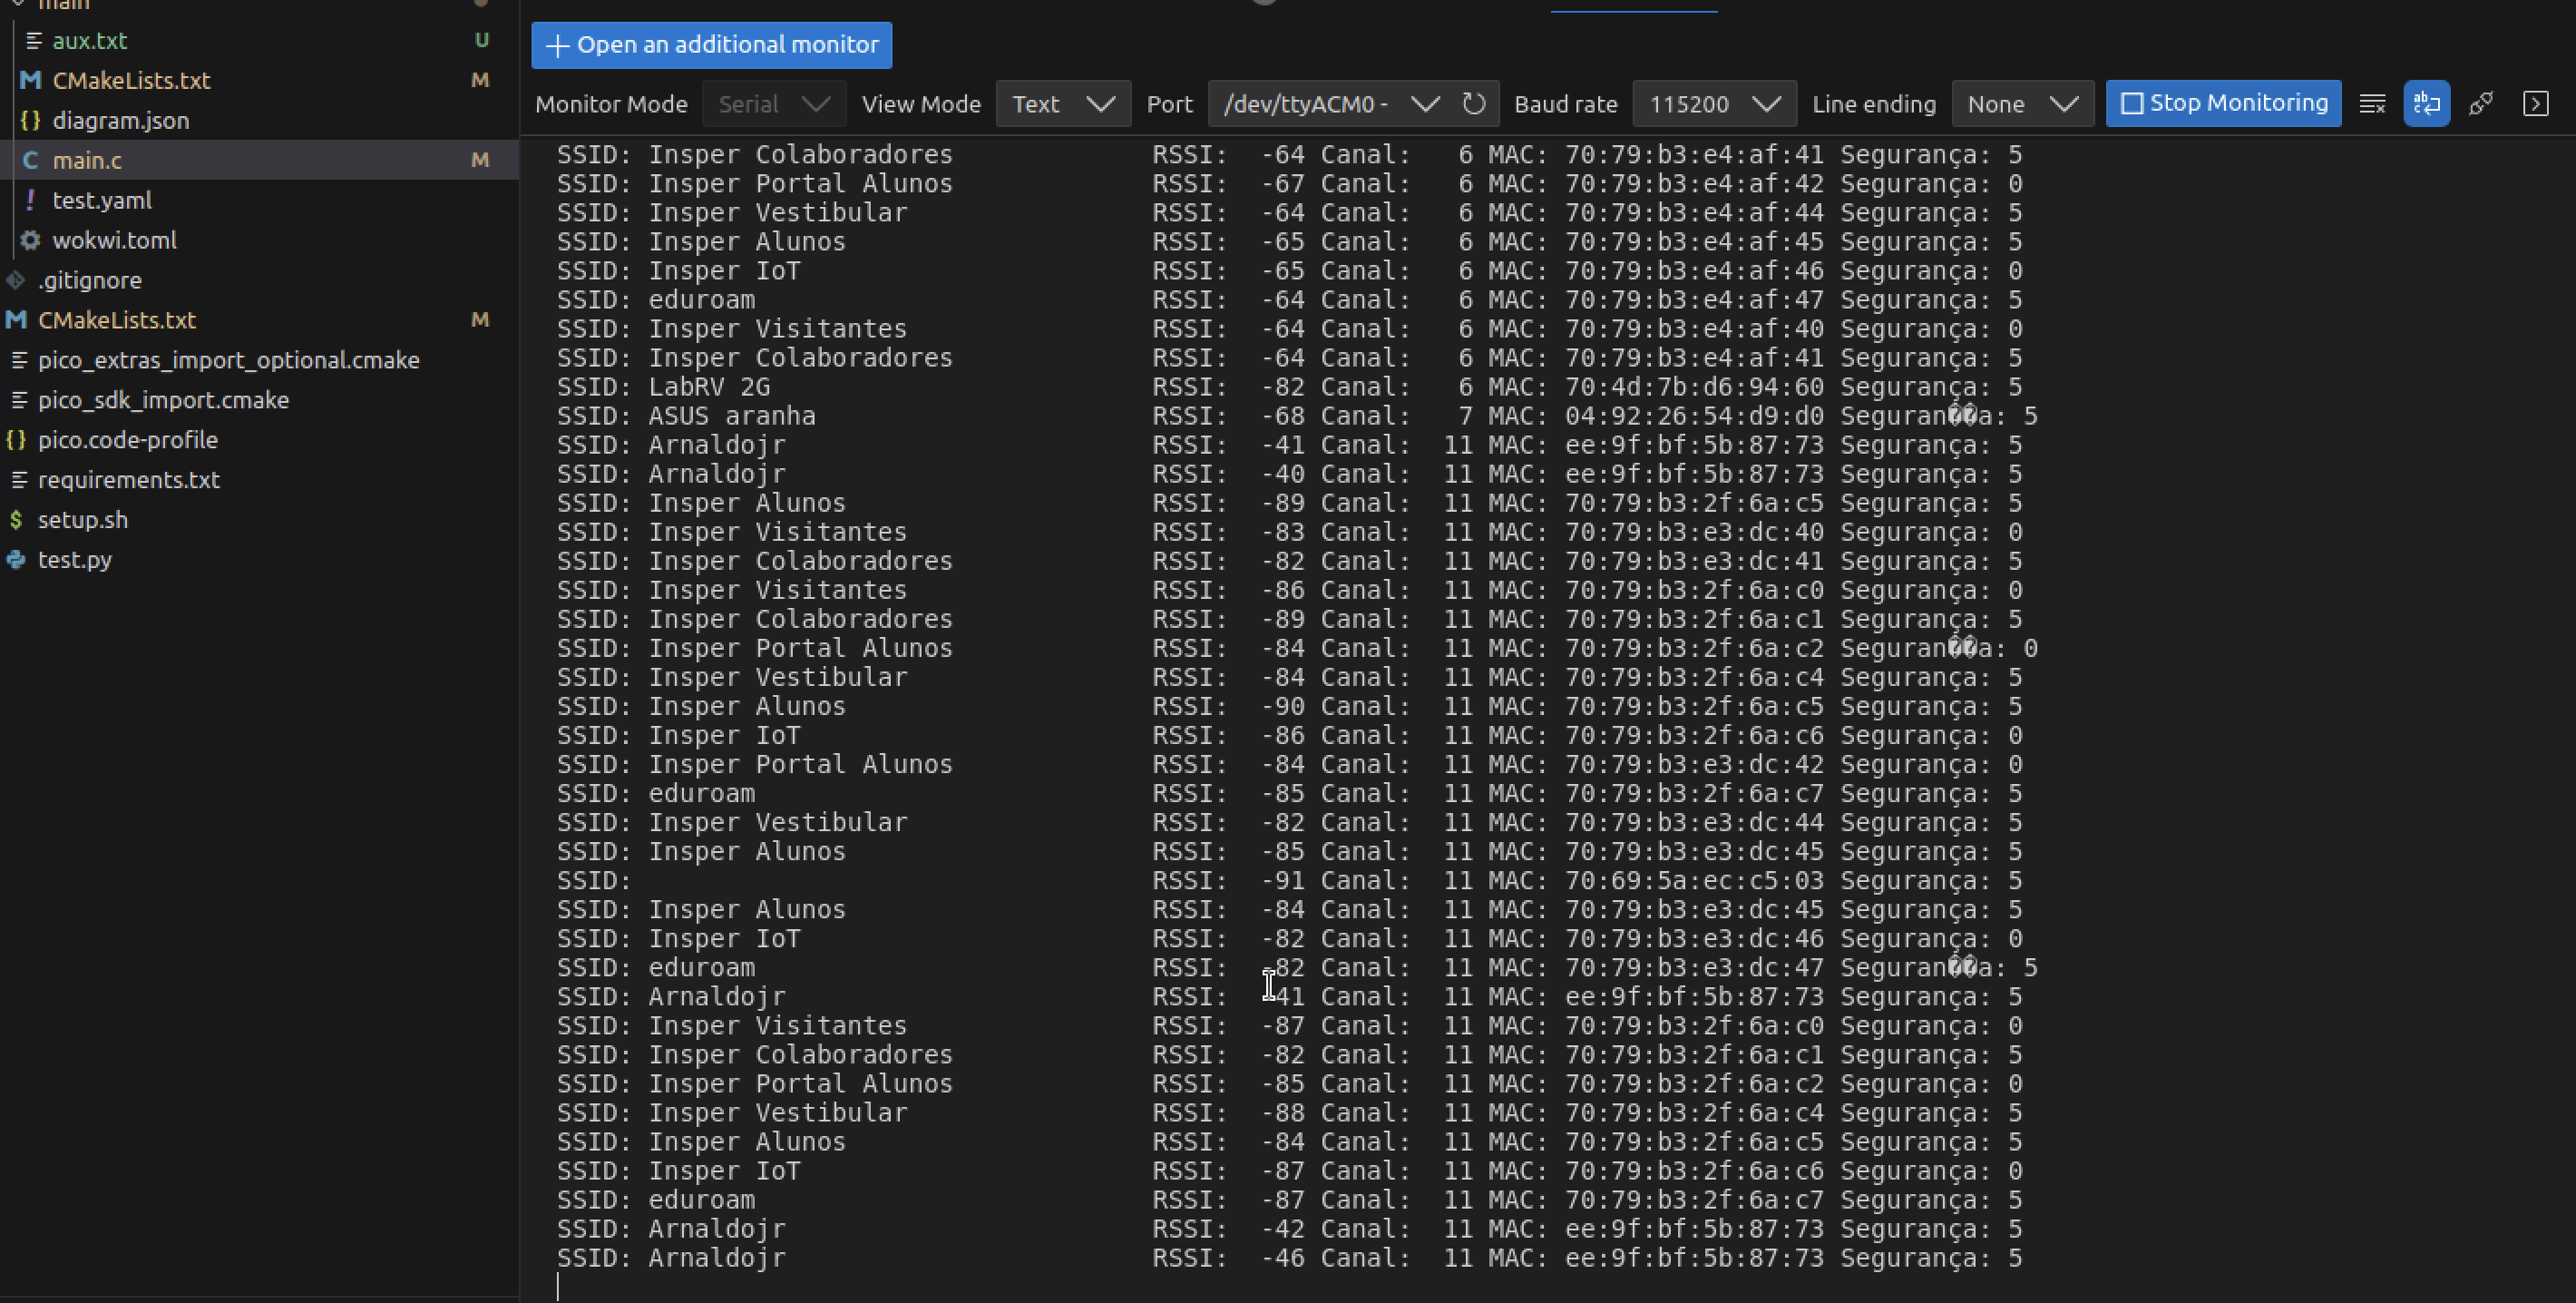 main
aux.txt U
CMakeLists.txt M
diagram.json
main.c M
test.yaml
wokwi.toml
.gitignore
CMakeLists.txt M
pico_extras_import_optional.cmake
pico_sdk_import.cmake
pico.code-profile
requirements.txt
setup.sh
test.py
+ Open an additional monitor
Monitor Mode Serial View Mode Text Port /dev/ttyACM0 - Baud rate 115200 Line ending None Stop Monitoring
SSID: Insper Colaboradores RSSI: -64 Canal: 6 MAC: 70:79:b3:e4:af:41 Segurança: 5
SSID: Insper Portal Alunos RSSI: -67 Canal: 6 MAC: 70:79:b3:e4:af:42 Segurança: 0
SSID: Insper Vestibular RSSI: -64 Canal: 6 MAC: 70:79:b3:e4:af:44 Segurança: 5
SSID: Insper Alunos RSSI: -65 Canal: 6 MAC: 70:79:b3:e4:af:45 Segurança: 5
SSID: Insper IoT RSSI: -65 Canal: 6 MAC: 70:79:b3:e4:af:46 Segurança: 0
SSID: eduroam RSSI: -64 Canal: 6 MAC: 70:79:b3:e4:af:47 Segurança: 5
SSID: Insper Visitantes RSSI: -64 Canal: 6 MAC: 70:79:b3:e4:af:40 Segurança: 0
SSID: Insper Colaboradores RSSI: -64 Canal: 6 MAC: 70:79:b3:e4:af:41 Segurança: 5
SSID: LabRV 2G RSSI: -82 Canal: 6 MAC: 70:4d:7b:d6:94:60 Segurança: 5
SSID: ASUS aranha RSSI: -68 Canal: 7 MAC: 04:92:26:54:d9:d0 Seguran��a: 5
SSID: Arnaldojr RSSI: -41 Canal: 11 MAC: ee:9f:bf:5b:87:73 Segurança: 5
SSID: Arnaldojr RSSI: -40 Canal: 11 MAC: ee:9f:bf:5b:87:73 Segurança: 5
SSID: Insper Alunos RSSI: -89 Canal: 11 MAC: 70:79:b3:2f:6a:c5 Segurança: 5
SSID: Insper Visitantes RSSI: -83 Canal: 11 MAC: 70:79:b3:e3:dc:40 Segurança: 0
SSID: Insper Colaboradores RSSI: -82 Canal: 11 MAC: 70:79:b3:e3:dc:41 Segurança: 5
SSID: Insper Visitantes RSSI: -86 Canal: 11 MAC: 70:79:b3:2f:6a:c0 Segurança: 0
SSID: Insper Colaboradores RSSI: -89 Canal: 11 MAC: 70:79:b3:2f:6a:c1 Segurança: 5
SSID: Insper Portal Alunos RSSI: -84 Canal: 11 MAC: 70:79:b3:2f:6a:c2 Seguran��a: 0
SSID: Insper Vestibular RSSI: -84 Canal: 11 MAC: 70:79:b3:2f:6a:c4 Segurança: 5
SSID: Insper Alunos RSSI: -90 Canal: 11 MAC: 70:79:b3:2f:6a:c5 Segurança: 5
SSID: Insper IoT RSSI: -86 Canal: 11 MAC: 70:79:b3:2f:6a:c6 Segurança: 0
SSID: Insper Portal Alunos RSSI: -84 Canal: 11 MAC: 70:79:b3:e3:dc:42 Segurança: 0
SSID: eduroam RSSI: -85 Canal: 11 MAC: 70:79:b3:2f:6a:c7 Segurança: 5
SSID: Insper Vestibular RSSI: -82 Canal: 11 MAC: 70:79:b3:e3:dc:44 Segurança: 5
SSID: Insper Alunos RSSI: -85 Canal: 11 MAC: 70:79:b3:e3:dc:45 Segurança: 5
SSID: RSSI: -91 Canal: 11 MAC: 70:69:5a:ec:c5:03 Segurança: 5
SSID: Insper Alunos RSSI: -84 Canal: 11 MAC: 70:79:b3:e3:dc:45 Segurança: 5
SSID: Insper IoT RSSI: -82 Canal: 11 MAC: 70:79:b3:e3:dc:46 Segurança: 0
SSID: eduroam RSSI: -82 Canal: 11 MAC: 70:79:b3:e3:dc:47 Seguran��a: 5
SSID: Arnaldojr RSSI: -41 Canal: 11 MAC: ee:9f:bf:5b:87:73 Segurança: 5
SSID: Insper Visitantes RSSI: -87 Canal: 11 MAC: 70:79:b3:2f:6a:c0 Segurança: 0
SSID: Insper Colaboradores RSSI: -82 Canal: 11 MAC: 70:79:b3:2f:6a:c1 Segurança: 5
SSID: Insper Portal Alunos RSSI: -85 Canal: 11 MAC: 70:79:b3:2f:6a:c2 Segurança: 0
SSID: Insper Vestibular RSSI: -88 Canal: 11 MAC: 70:79:b3:2f:6a:c4 Segurança: 5
SSID: Insper Alunos RSSI: -84 Canal: 11 MAC: 70:79:b3:2f:6a:c5 Segurança: 5
SSID: Insper IoT RSSI: -87 Canal: 11 MAC: 70:79:b3:2f:6a:c6 Segurança: 0
SSID: eduroam RSSI: -87 Canal: 11 MAC: 70:79:b3:2f:6a:c7 Segurança: 5
SSID: Arnaldojr RSSI: -42 Canal: 11 MAC: ee:9f:bf:5b:87:73 Segurança: 5
SSID: Arnaldojr RSSI: -46 Canal: 11 MAC: ee:9f:bf:5b:87:73 Segurança: 5